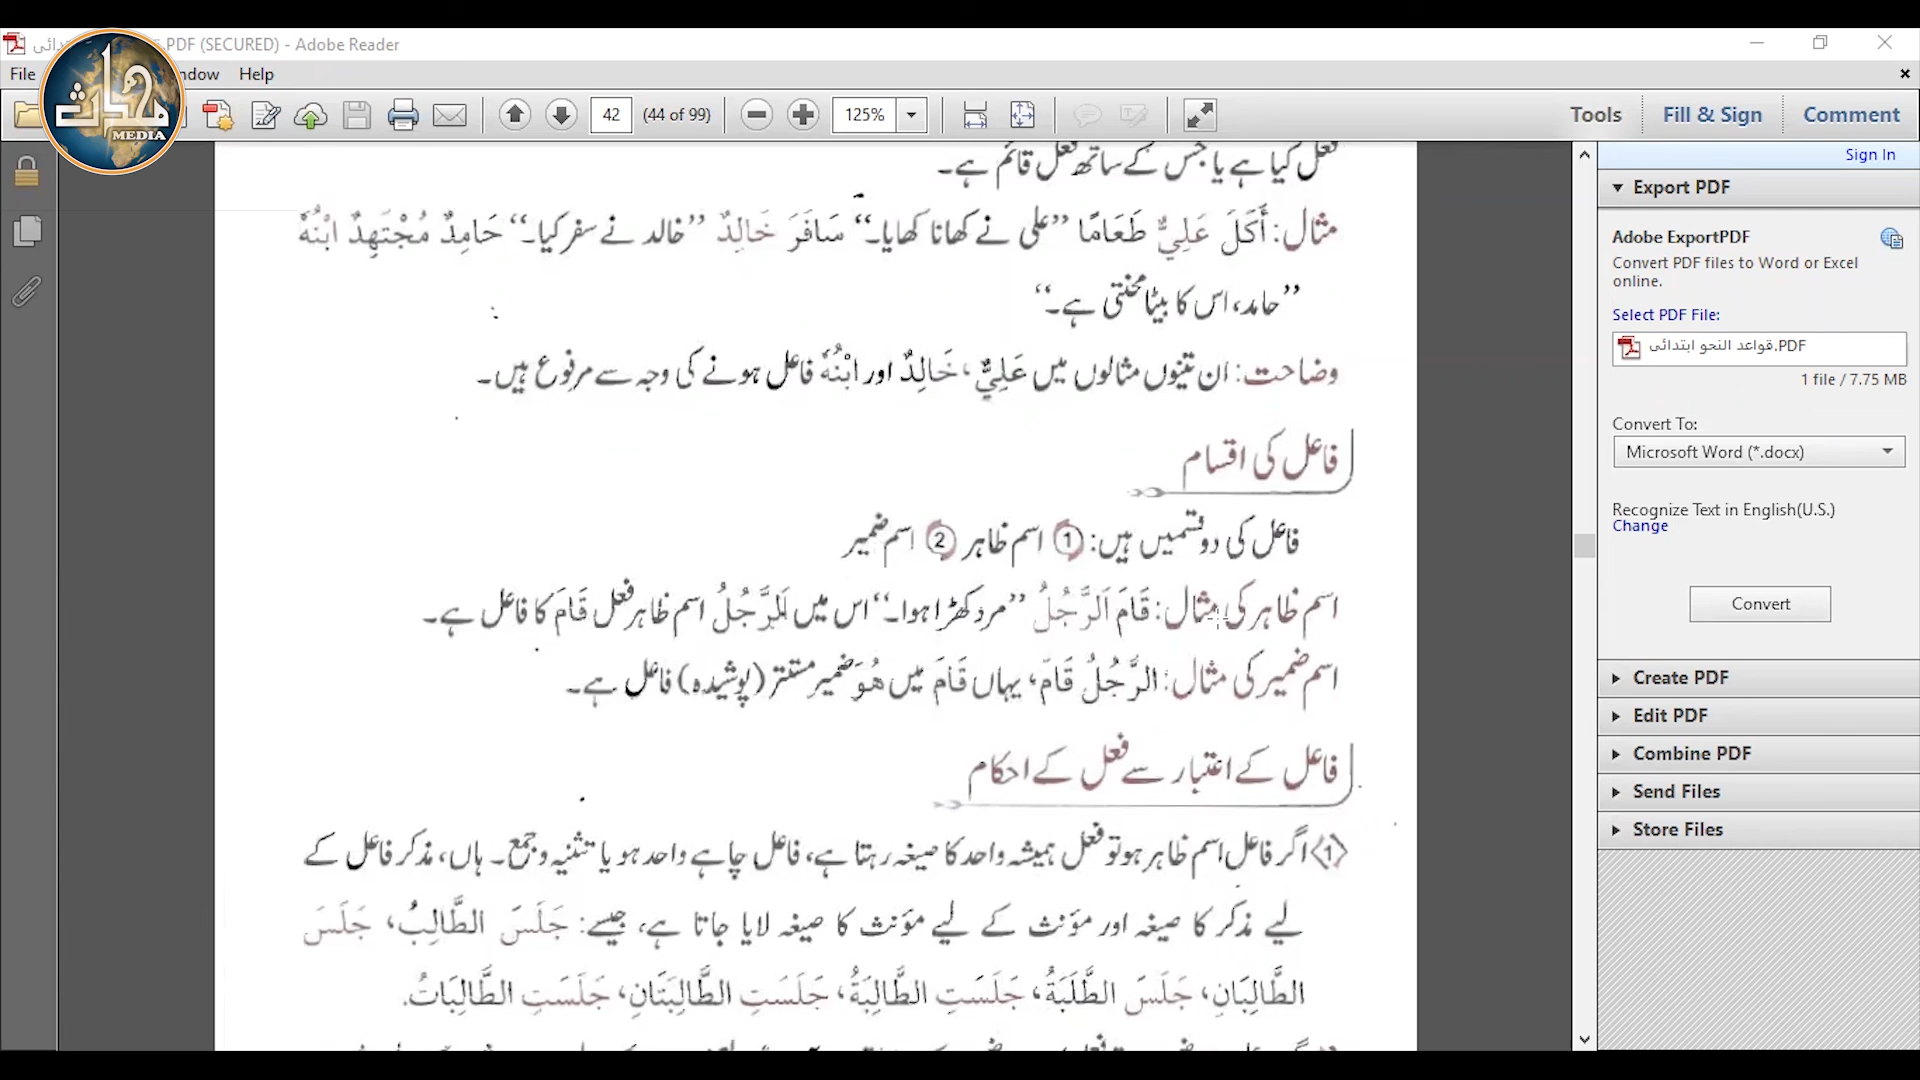 ابتدائی .PDF (SECURED) - Adobe Reader
File
ndow Help
42 (44 of 99) 125% Tools Fill & Sign Comment
MEDIA
Sign In
Export PDF
Adobe ExportPDF
Convert PDF files to Word or Excel
online.
Select PDF File:
قواعد النحو ابتدائی.PDF
1 file / 7.75 MB
Convert To:
Microsoft Word (*.docx)
Recognize Text in English(U.S.)
Change
Convert
Create PDF
Edit PDF
Combine PDF
Send Files
Store Files
فعل کیا ہے یا جس کے ساتھ فعل قائم ہے۔
مثال: أَكَلَ عَلِيٌّ طَعَامًا ”علی نے کھانا کھایا۔“ سَافَرَ خَالِدٌ ”خالد نے سفر کیا۔“ حَامِدٌ مُجْتَهِدٌ ابْنُهٗ
”حامد، اس کا بیٹا محنتی ہے۔“
وضاحت: ان تینوں مثالوں میں عَلِيٌّ، خَالِدٌ اور ابْنُهٗ فاعل ہونے کی وجہ سے مرفوع ہیں۔
فاعل کی اقسام
فاعل کی دو قسمیں ہیں: ① اسم ظاہر ② اسم ضمیر
اسم ظاہر کی مثال: قَامَ اَلرَّجُلُ ”مرد کھڑا ہوا۔“ اس میں اَلرَّجُلُ اسم ظاہر فعل قَامَ کا فاعل ہے۔
اسم ضمیر کی مثال: الرَّجُلُ قَامَ، یہاں قَامَ میں هُوَ ضمیر مستتر (پوشیدہ) فاعل ہے۔
فاعل کے اعتبار سے فعل کے احکام
⟨1⟩ اگر فاعل اسم ظاہر ہو تو فعل ہمیشہ واحد کا صیغہ رہتا ہے، فاعل چاہے واحد ہو یا تثنیہ و جمع۔ ہاں، مذکر فاعل کے
لیے مذکر کا صیغہ اور مؤنث کے لیے مؤنث کا صیغہ لایا جاتا ہے، جیسے: جَلَسَ الطَّالِبُ، جَلَسَ
الطَّالِبَانِ، جَلَسَ الطَّلَبَةُ، جَلَسَتِ الطَّالِبَةُ، جَلَسَتِ الطَّالِبَتَانِ، جَلَسَتِ الطَّالِبَاتُ.